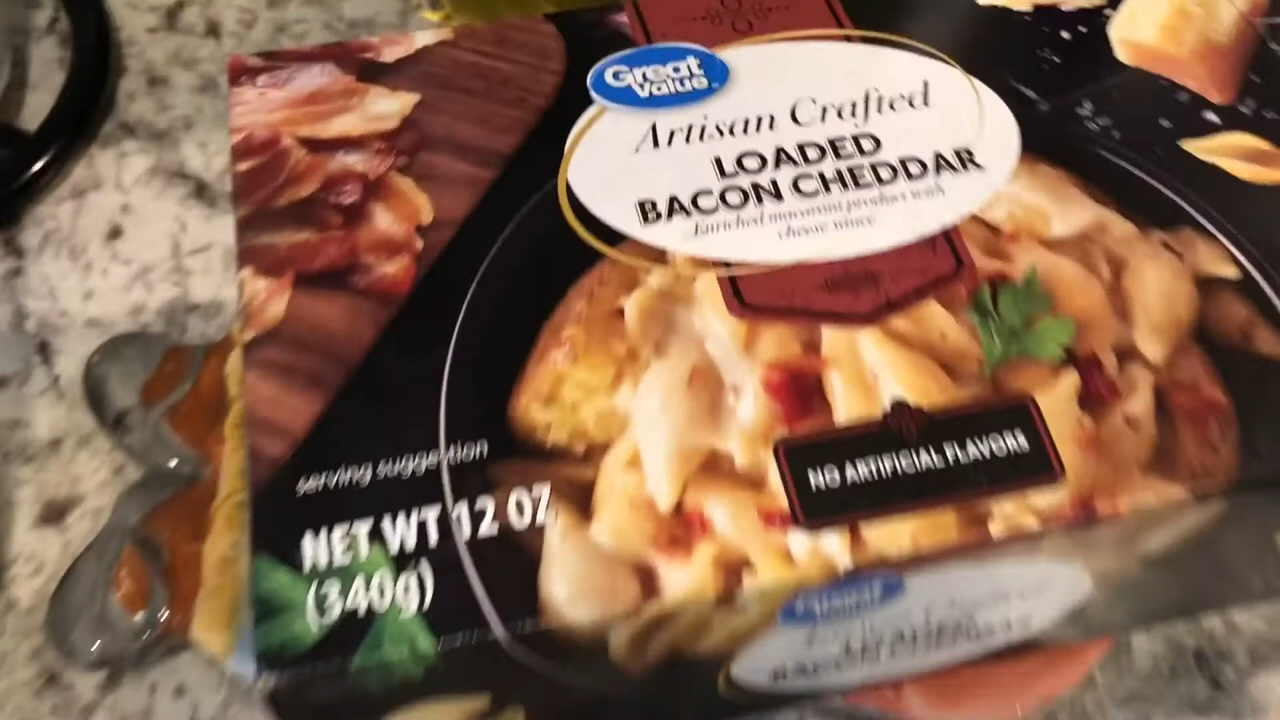 Great
Value
Artisan Crafted
LOADED
BACON CHEDDAR
Enriched macaroni product with
cheese sauce
NO ARTIFICIAL FLAVORS
serving suggestion
NET WT 12 OZ
(340g)